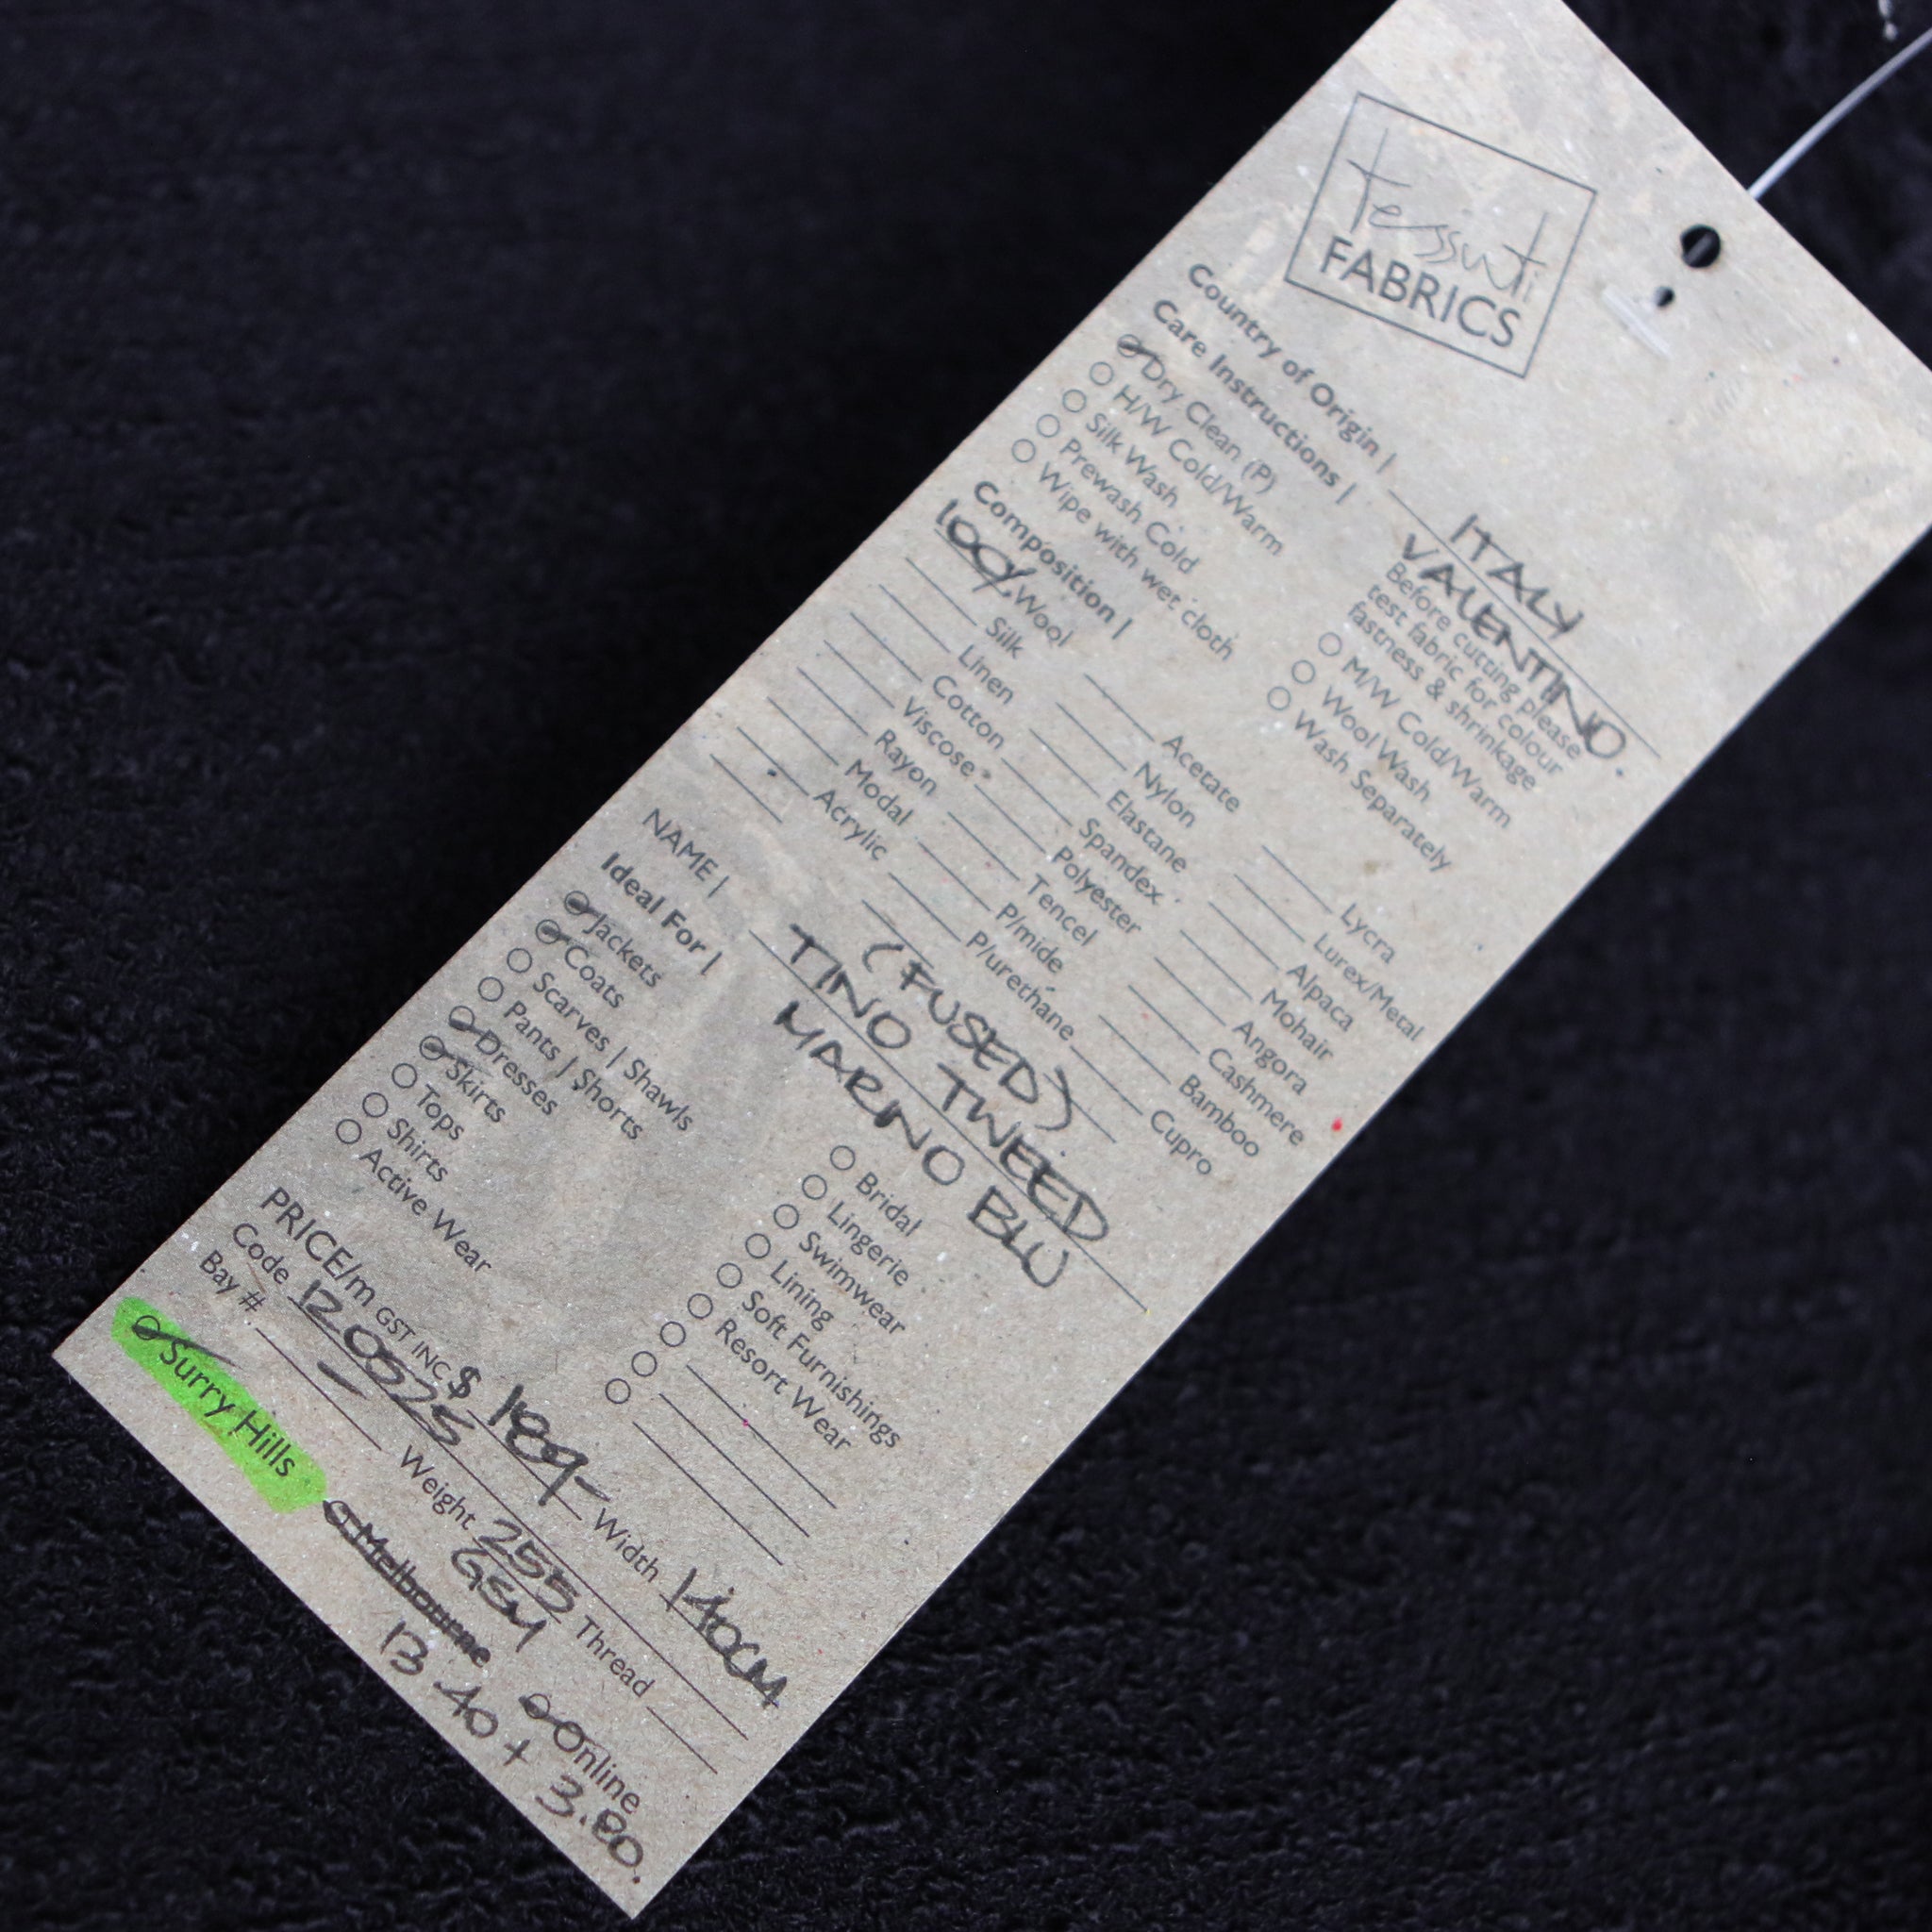 tessuti
FABRICS
Country of Origin | ITALY
VALENTINO
Care Instructions | Before cutting please
test fabric for colour
fastness & shrinkage
Dry Clean (P)
H/W Cold/Warm M/W Cold/Warm
Silk Wash Wool Wash
Prewash Cold Wash Separately
Wipe with wet cloth
Composition |
100% Wool Acetate Lycra
Silk Nylon Lurex/Metal
Linen Elastane Alpaca
Cotton Spandex Mohair
Viscose Polyester Angora
Rayon Tencel Cashmere
Modal P/mide Bamboo
Acrylic P/urethane Cupro
(FUSED)
NAME | TINO TWEED
MARINO BLU
Ideal For |
Jackets Bridal
Coats Lingerie
Scarves | Shawls Swimwear
Pants | Shorts Lining
Dresses Soft Furnishings
Skirts Resort Wear
Tops
Shirts
Active Wear
PRICE/m GST INC $ 189- Width 140CM
Code 120525 Weight 255 GSM Thread
Bay #
Surry Hills Melbourne Online
13.40 + 3.80.